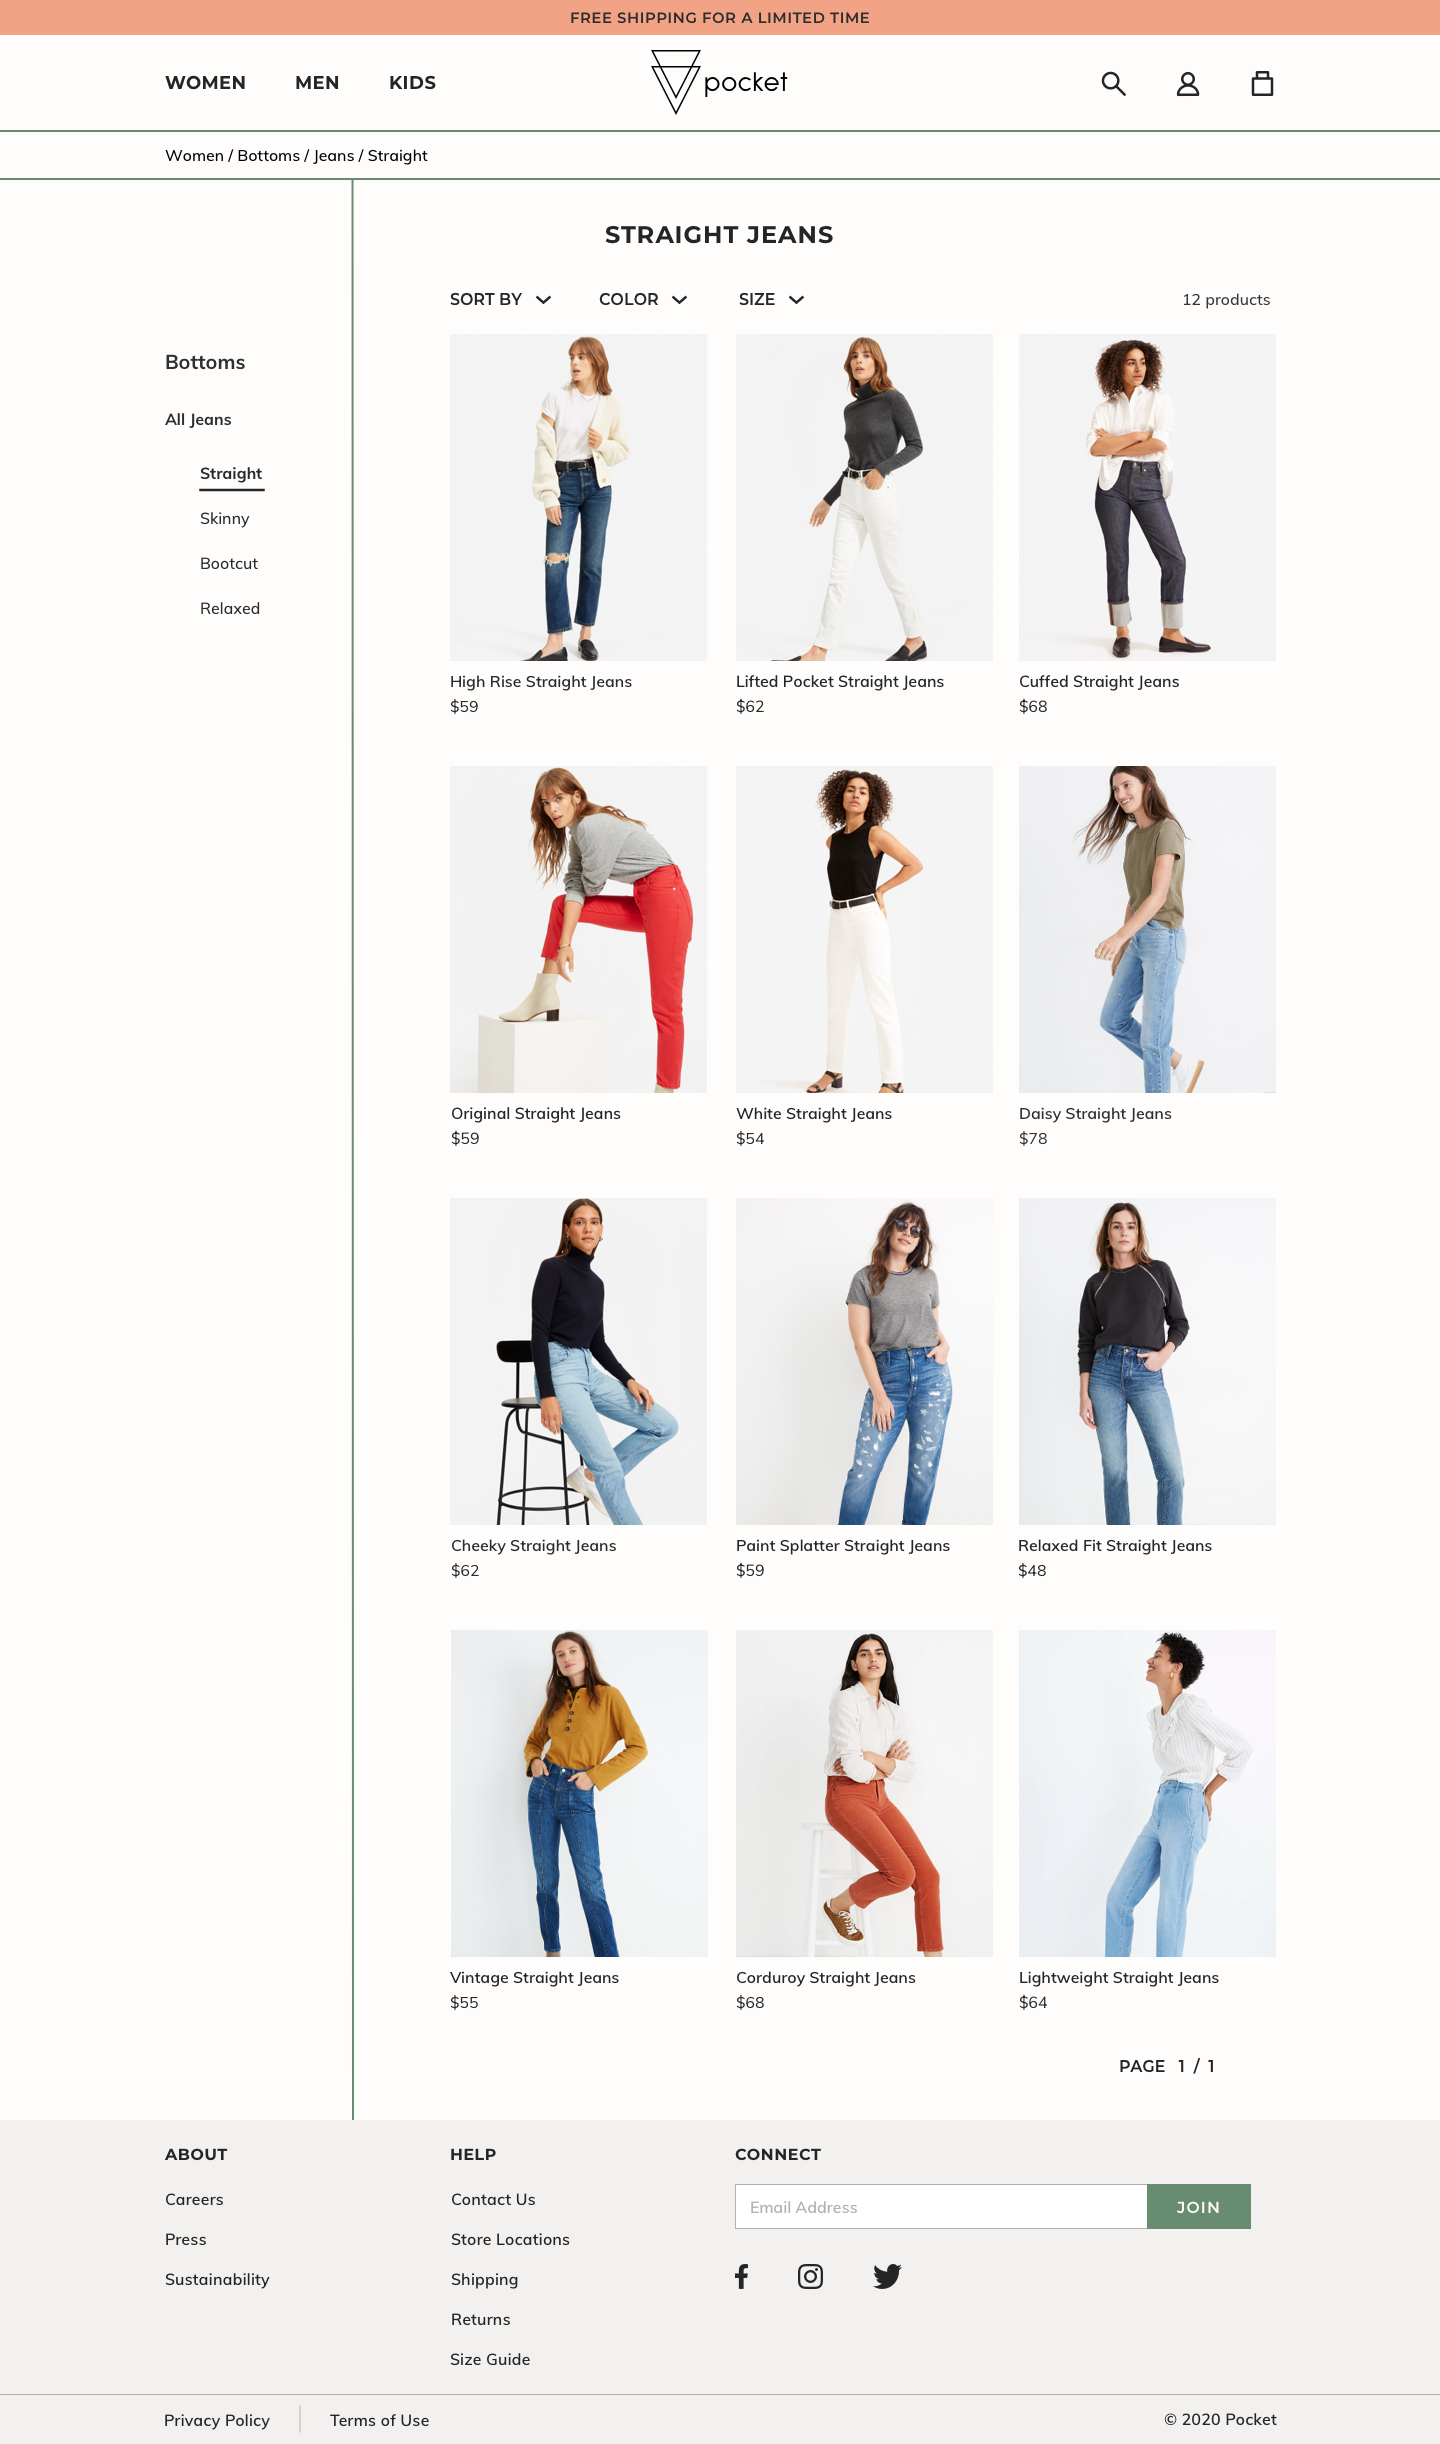 FREE SHIPPING FOR A LIMITED TIME
WOMEN MEN KIDS pocket
Women / Bottoms / Jeans / Straight
STRAIGHT JEANS
SORT BY COLOR SIZE 12 products
Bottoms
All Jeans
Straight
Skinny
Bootcut
Relaxed
High Rise Straight Jeans
$59
Lifted Pocket Straight Jeans
$62
Cuffed Straight Jeans
$68
Original Straight Jeans
$59
White Straight Jeans
$54
Daisy Straight Jeans
$78
Cheeky Straight Jeans
$62
Paint Splatter Straight Jeans
$59
Relaxed Fit Straight Jeans
$48
Vintage Straight Jeans
$55
Corduroy Straight Jeans
$68
Lightweight Straight Jeans
$64
PAGE 1 / 1
ABOUT
Careers
Press
Sustainability
HELP
Contact Us
Store Locations
Shipping
Returns
Size Guide
CONNECT
Email Address JOIN
Privacy Policy Terms of Use © 2020 Pocket